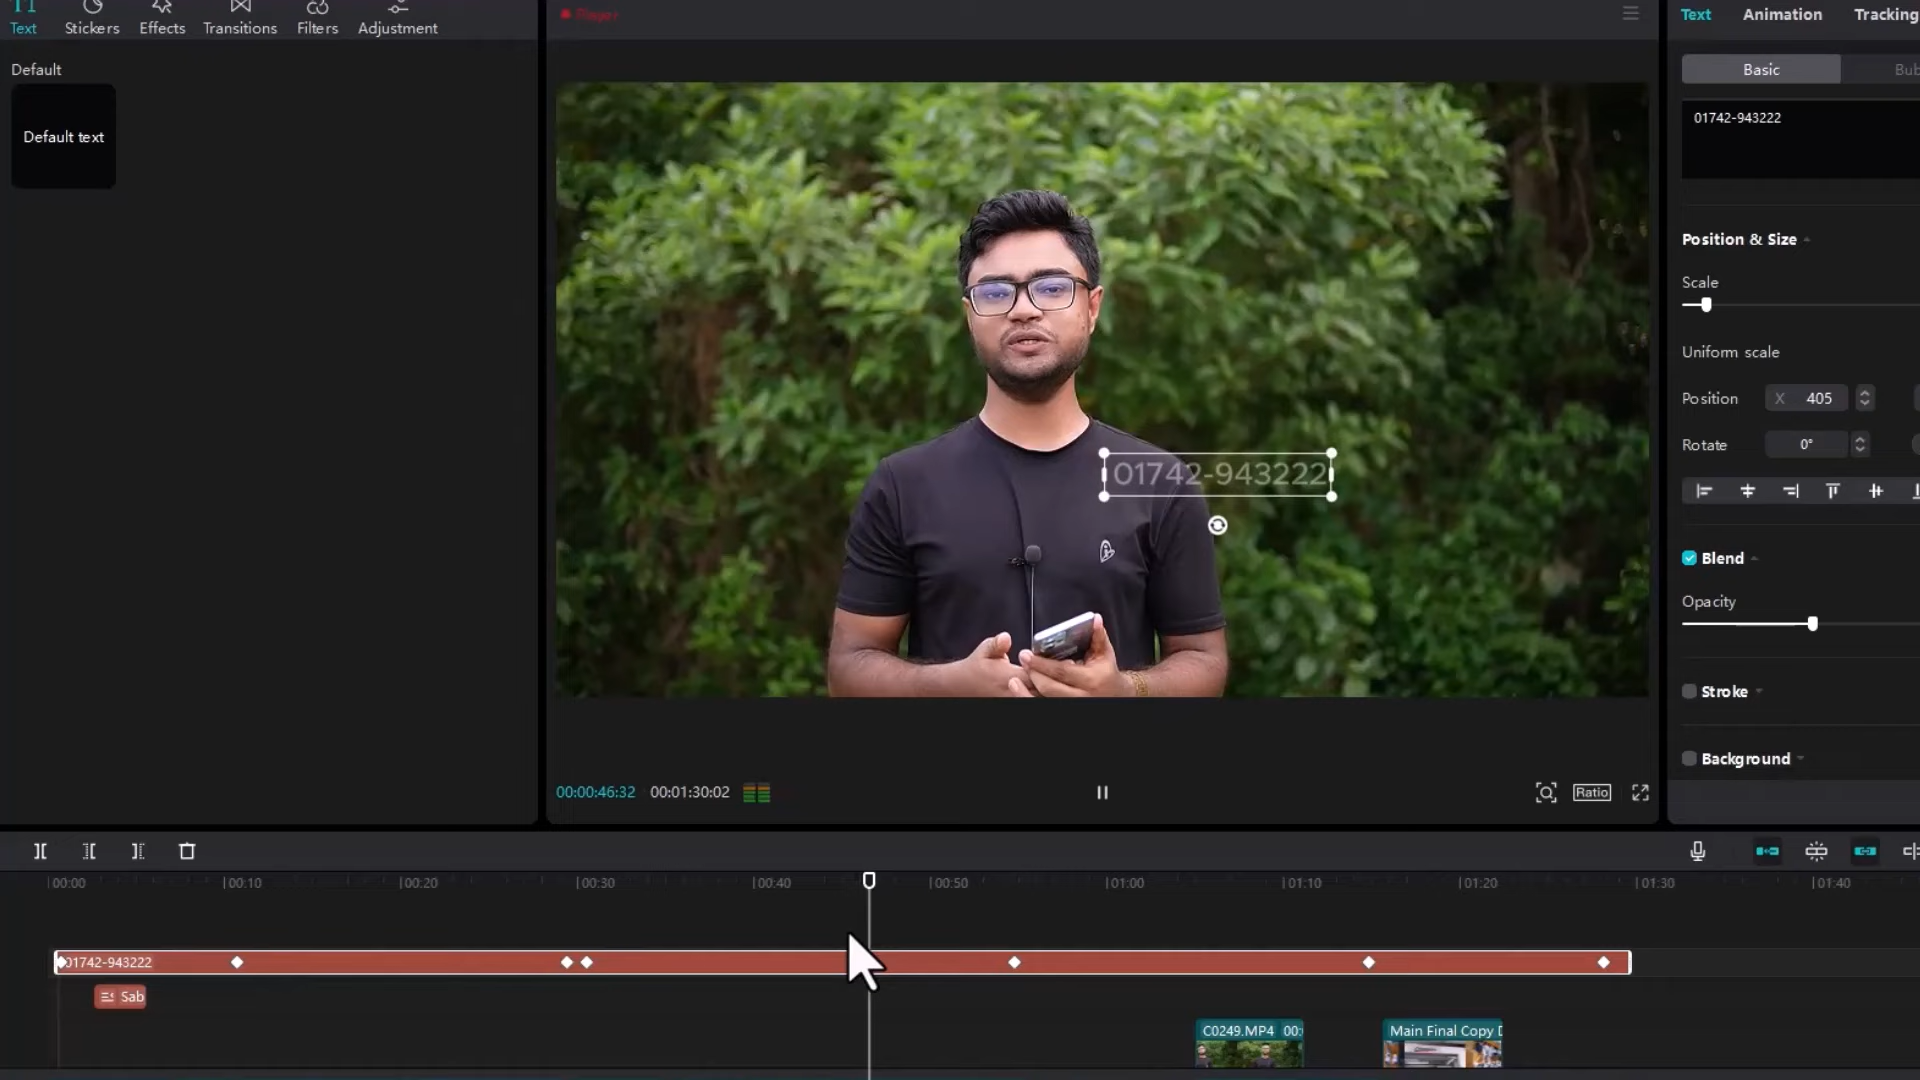 Text Stickers Effects Transitions Filters Adjustment
Default
Default text
Player
Text Animation Tracking
Basic
01742-943222
Position & Size
Scale
Uniform scale
Position X 405
Rotate 0°
Blend
Opacity
Stroke
Background
01742-943222
00:00:46:32 00:01:30:02
Ratio
00:00 00:10 00:20 00:30 00:40 00:50 01:00 01:10 01:20 01:30 01:40
01742-943222
Sab
C0249.MP4 00:
Main Final Copy